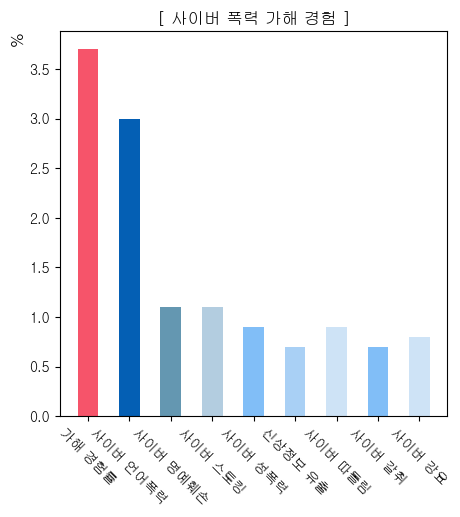 [ 사이버 폭력 가해 경험 ]
%
3.5
3.0
2.5
2.0
1.5
1.0
0.5
0.0
가해 경험률
사이버 언어폭력
사이버 명예훼손
사이버 스토킹
사이버 성폭력
신상정보 유출
사이버 따돌림
사이버 갈취
사이버 강요